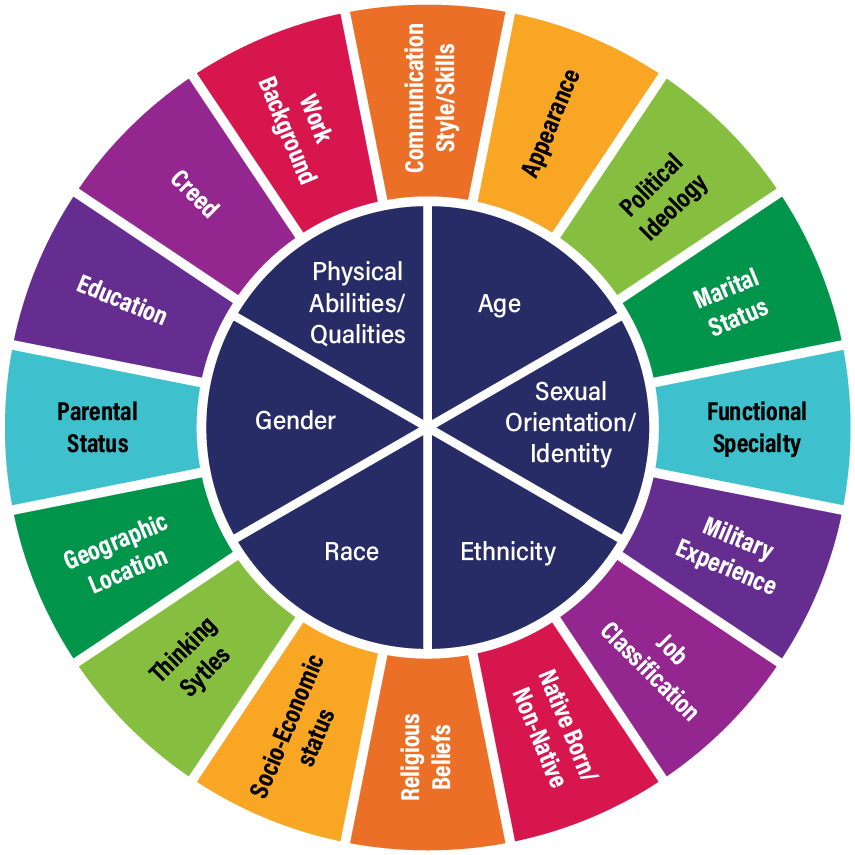 Communication
Style/Skills
Appearance
Political
Ideology
Marital
Status
Functional
Specialty
Military
Experience
Job
Classification
Native Born/
Non-Native
Religious
Beliefs
Socio-Economic
status
Thinking
Sytles
Geographic
Location
Parental
Status
Education
Creed
Work
Background
Physical
Abilities/
Qualities
Age
Sexual
Orientation/
Identity
Ethnicity
Race
Gender